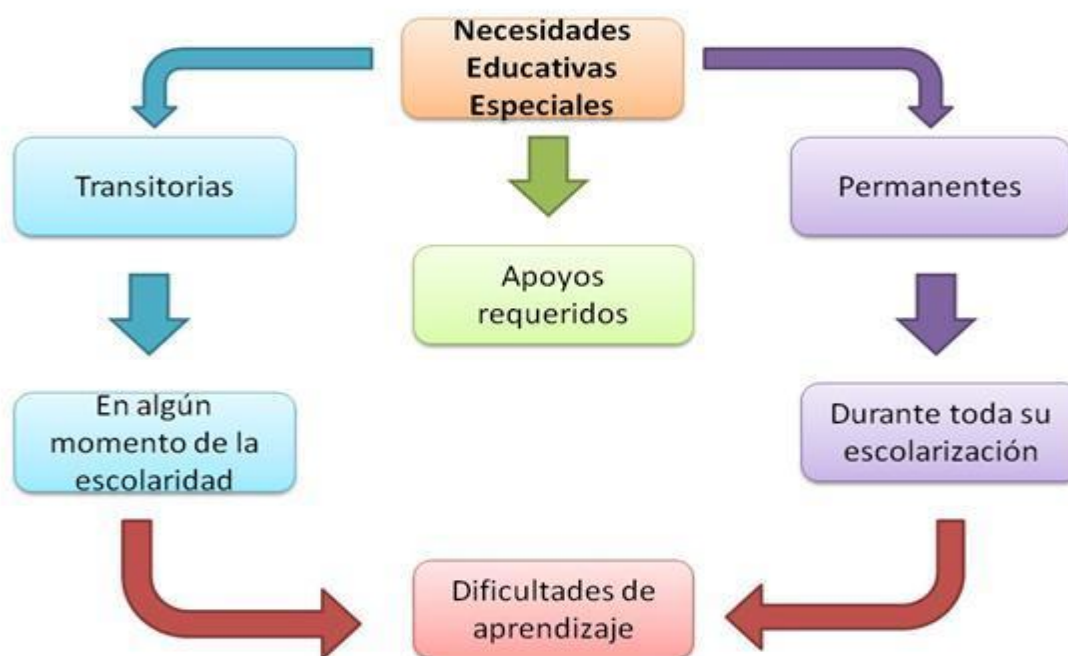 Necesidades
Educativas
Especiales
Transitorias
Permanentes
Apoyos
requeridos
En algún
momento de la
escolaridad
Durante toda su
escolarización
Dificultades de
aprendizaje